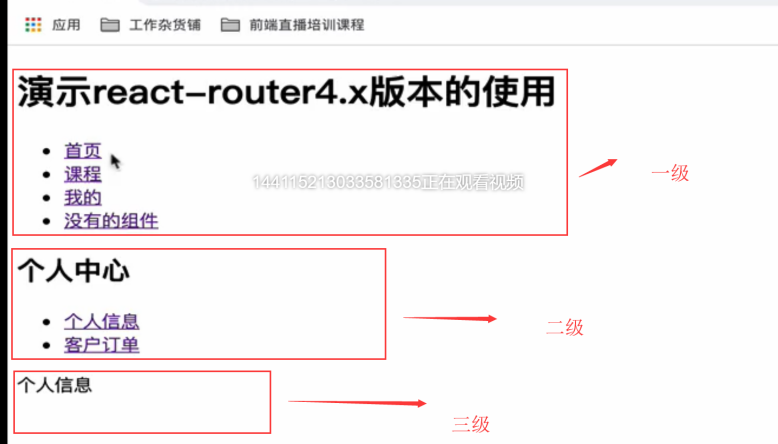 应用 工作杂货铺 前端直播培训课程
演示react-router4.x版本的使用
首页
课程
144115213033581335正在观看视频
一级
我的
没有的组件
个人中心
个人信息
二级
客户订单
个人信息
三级